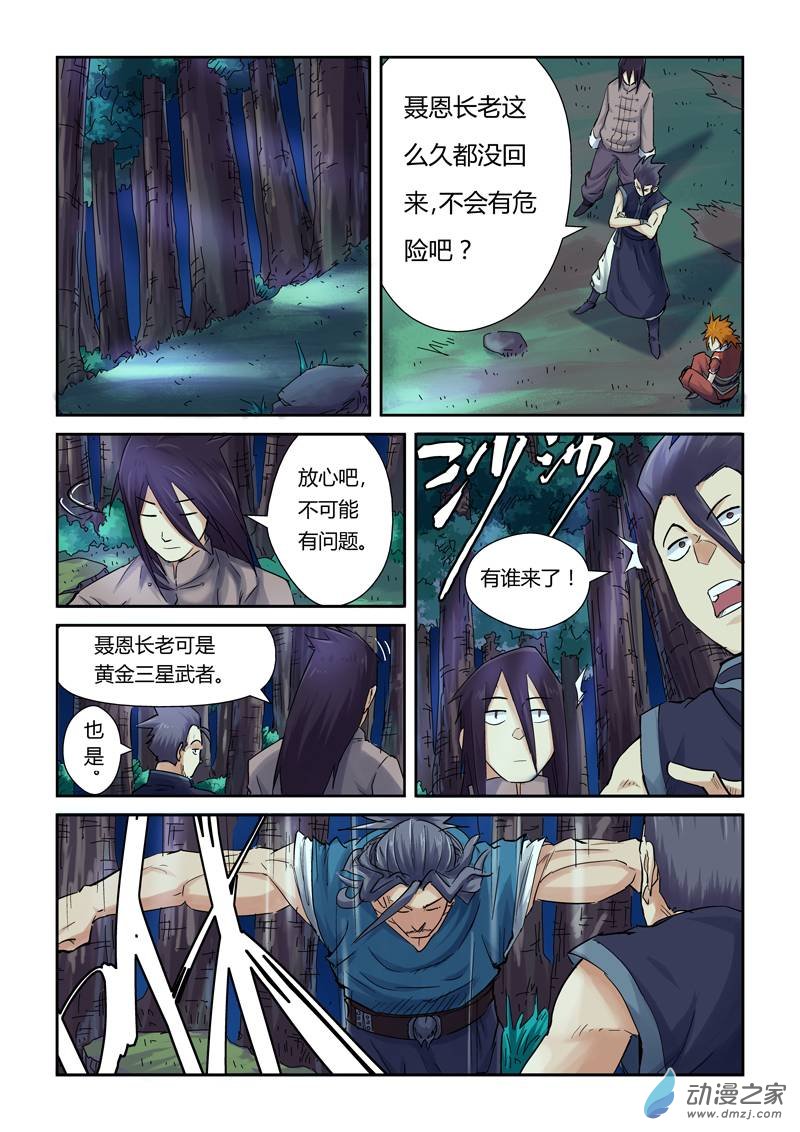 聂恩长老这
么久都没回
来，不会有危
险吧？
放心吧，
不可能
有问题。
聂恩长老可是
黄金三星武者。
也
是。
沙沙
有谁来了！
动漫之家
www.dmzj.com